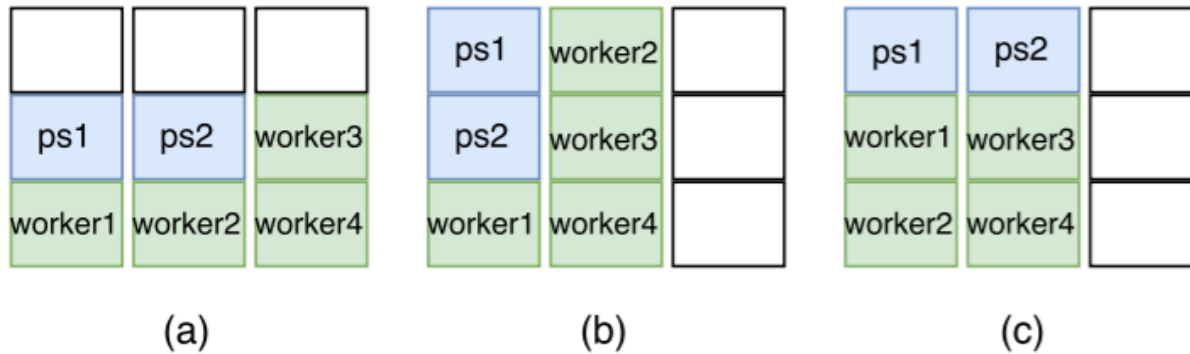 ps1 worker2 ps1 ps2
ps1 ps2 worker3 ps2 worker3 worker1 worker3
worker1 worker2 worker4 worker1 worker4 worker2 worker4
(a) (b) (c)